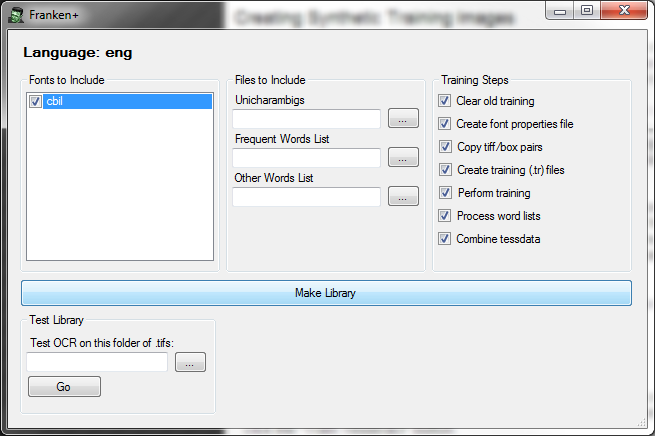 Creating Synthetic Training Images
Franken+
Language: eng
Fonts to Include
cbil
Files to Include
Unicharambigs
...
Frequent Words List
...
Other Words List
...
Training Steps
Clear old training
Create font properties file
Copy tiff/box pairs
Create training (.tr) files
Perform training
Process word lists
Combine tessdata
Make Library
Test Library
Test OCR on this folder of .tifs:
...
Go